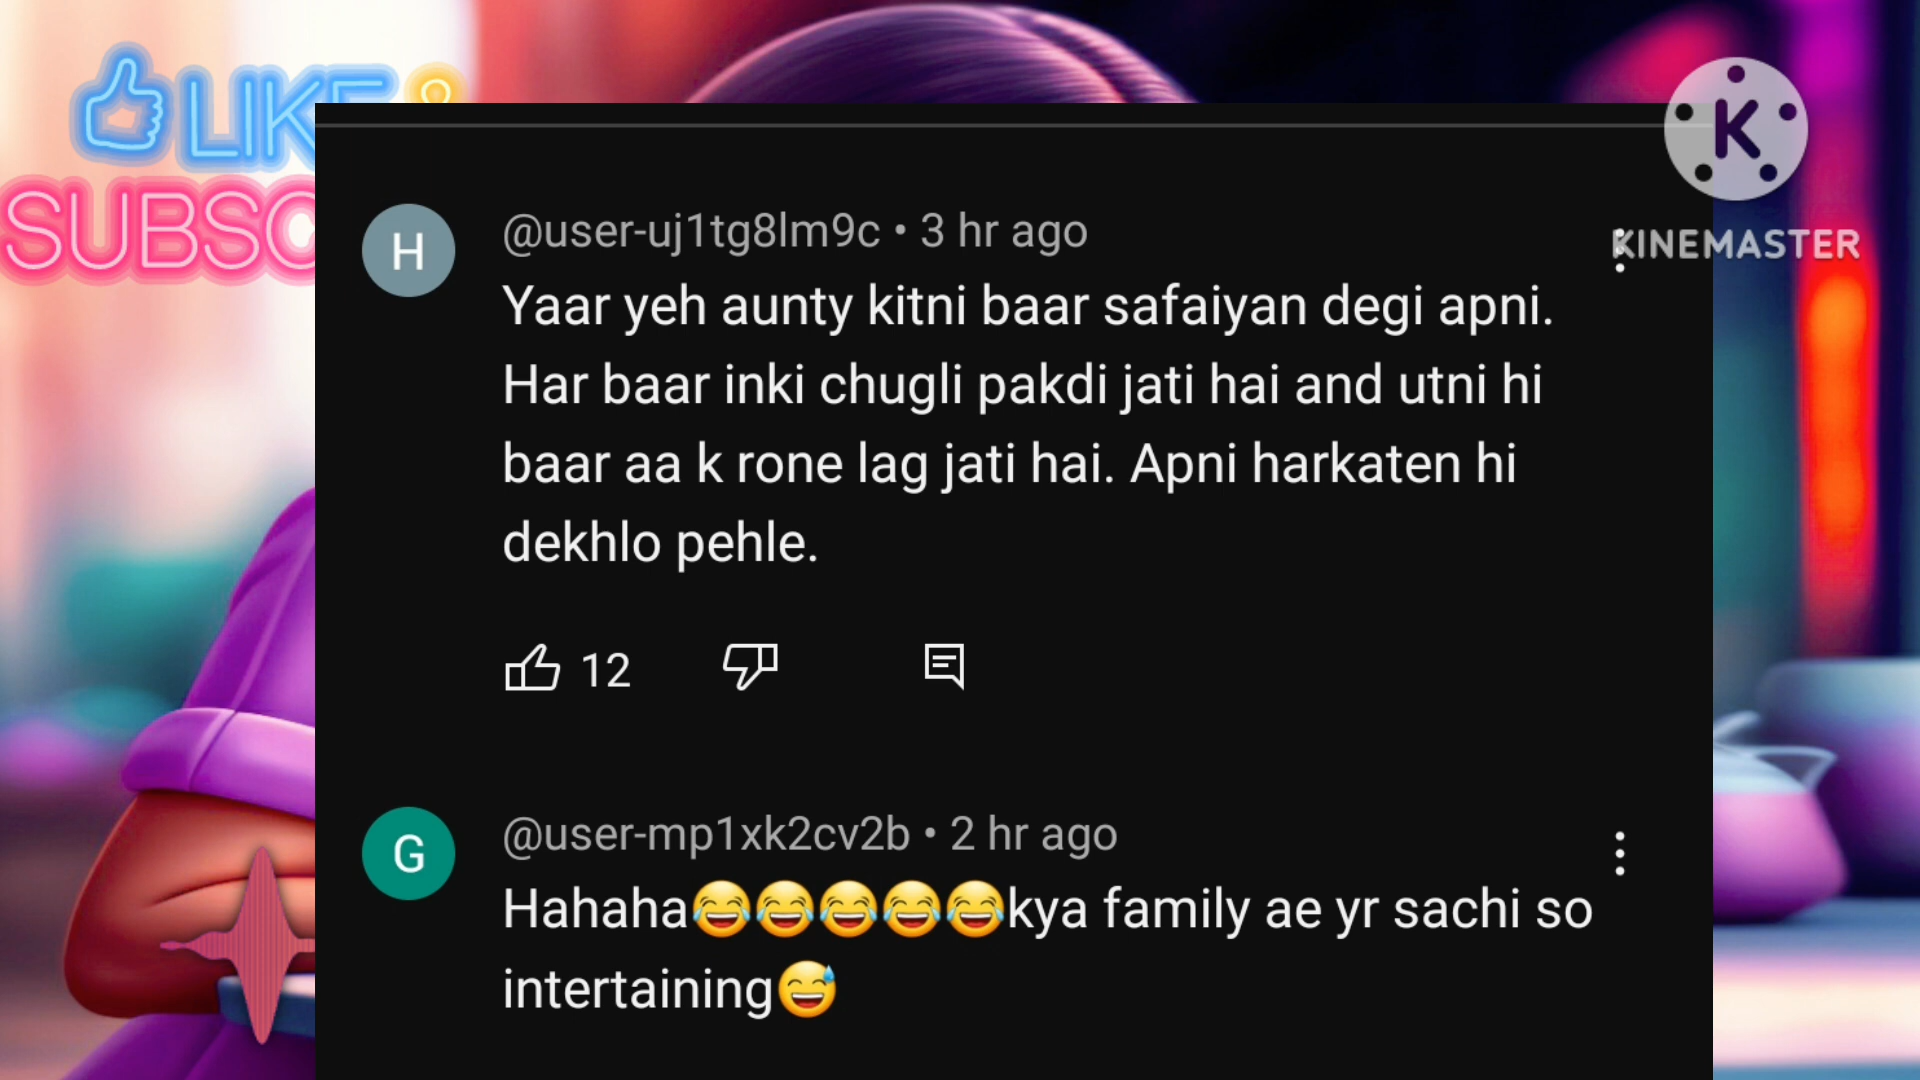 LIKE &
SUBSC
K
KINEMASTER
H
@user-uj1tg8lm9c • 3 hr ago
Yaar yeh aunty kitni baar safaiyan degi apni.
Har baar inki chugli pakdi jati hai and utni hi
baar aa k rone lag jati hai. Apni harkaten hi
dekhlo pehle.
12
G
@user-mp1xk2cv2b • 2 hr ago
Hahaha😂😂😂😂😂kya family ae yr sachi so
intertaining😅